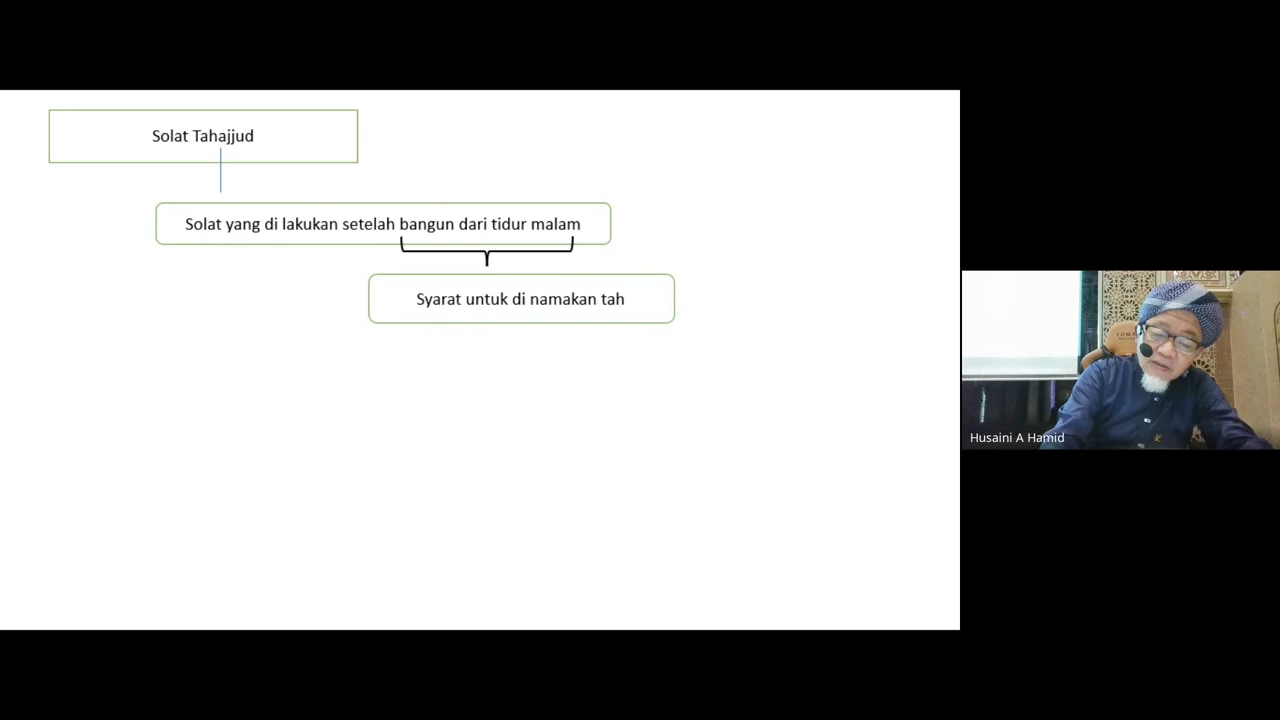 Solat Tahajjud
Solat yang di lakukan setelah bangun dari tidur malam
Syarat untuk di namakan tah
Husaini A Hamid